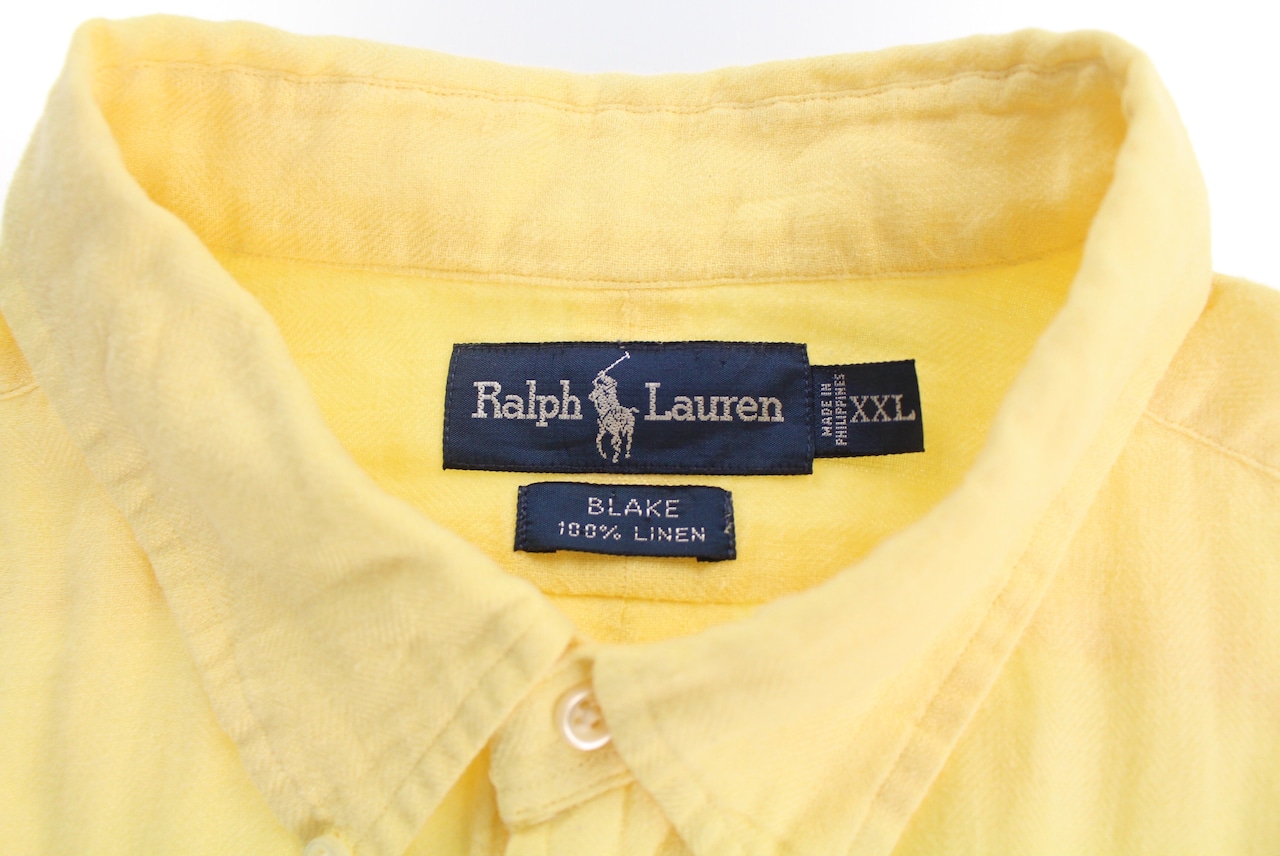 Ralph Lauren
MADE IN
PHILIPPINES
XXL
BLAKE
100% LINEN